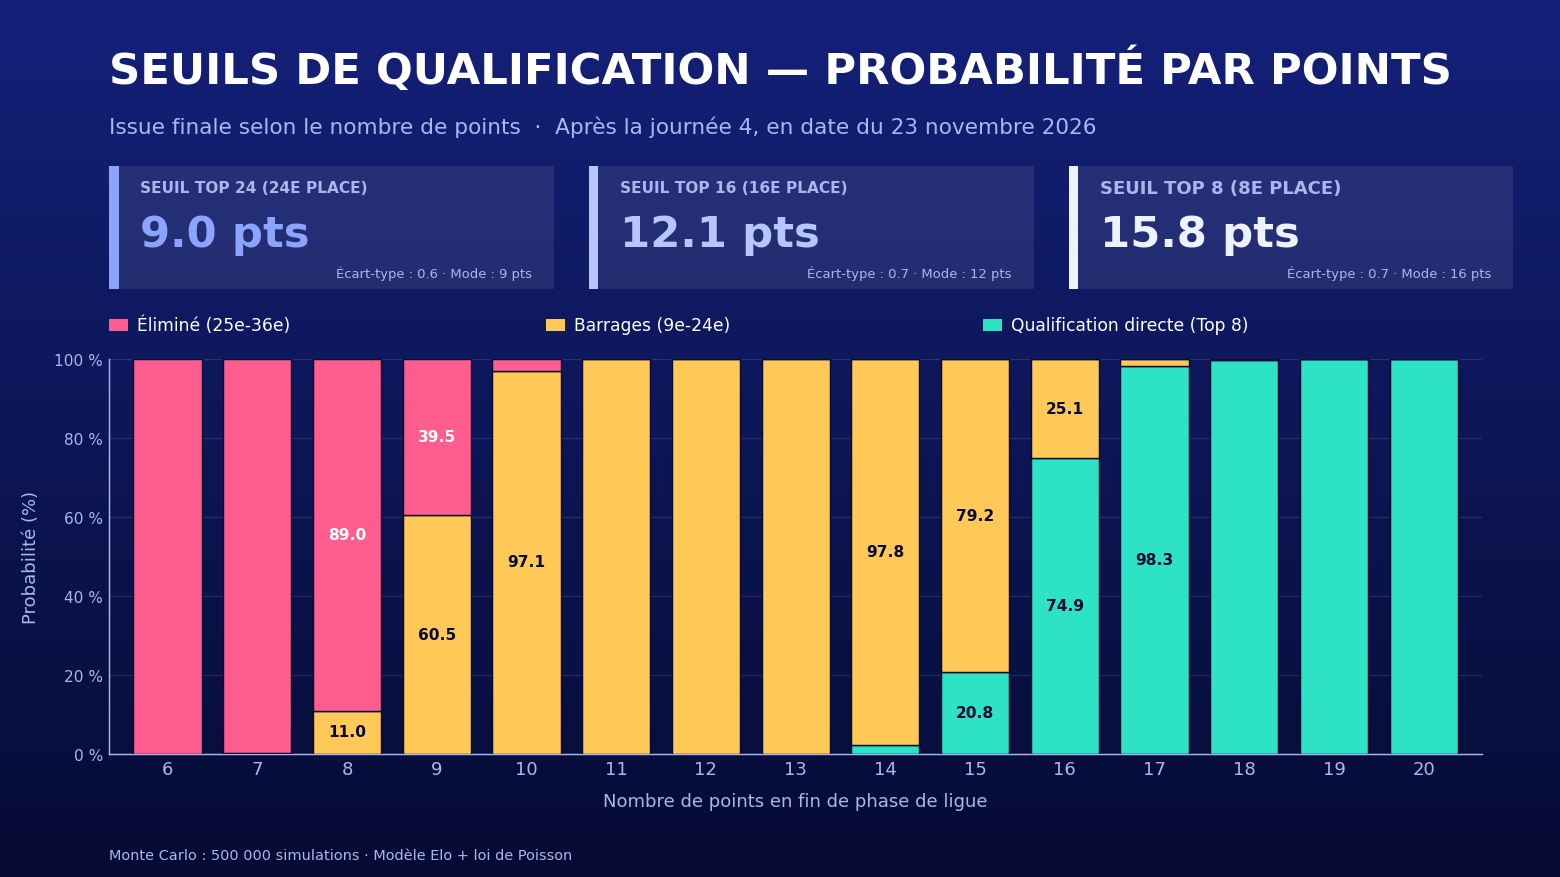 SEUILS DE QUALIFICATION — PROBABILITÉ PAR POINTS
Issue finale selon le nombre de points · Après la journée 4, en date du 23 novembre 2026
SEUIL TOP 24 (24E PLACE)
9.0 pts
Écart-type : 0.6 · Mode : 9 pts
SEUIL TOP 16 (16E PLACE)
12.1 pts
Écart-type : 0.7 · Mode : 12 pts
SEUIL TOP 8 (8E PLACE)
15.8 pts
Écart-type : 0.7 · Mode : 16 pts
Éliminé (25e-36e)
Barrages (9e-24e)
Qualification directe (Top 8)
Probabilité (%)
100 %
80 %
60 %
40 %
20 %
0 %
89.0
11.0
39.5
60.5
97.1
97.8
79.2
20.8
25.1
74.9
98.3
6 7 8 9 10 11 12 13 14 15 16 17 18 19 20
Nombre de points en fin de phase de ligue
Monte Carlo : 500 000 simulations · Modèle Elo + loi de Poisson